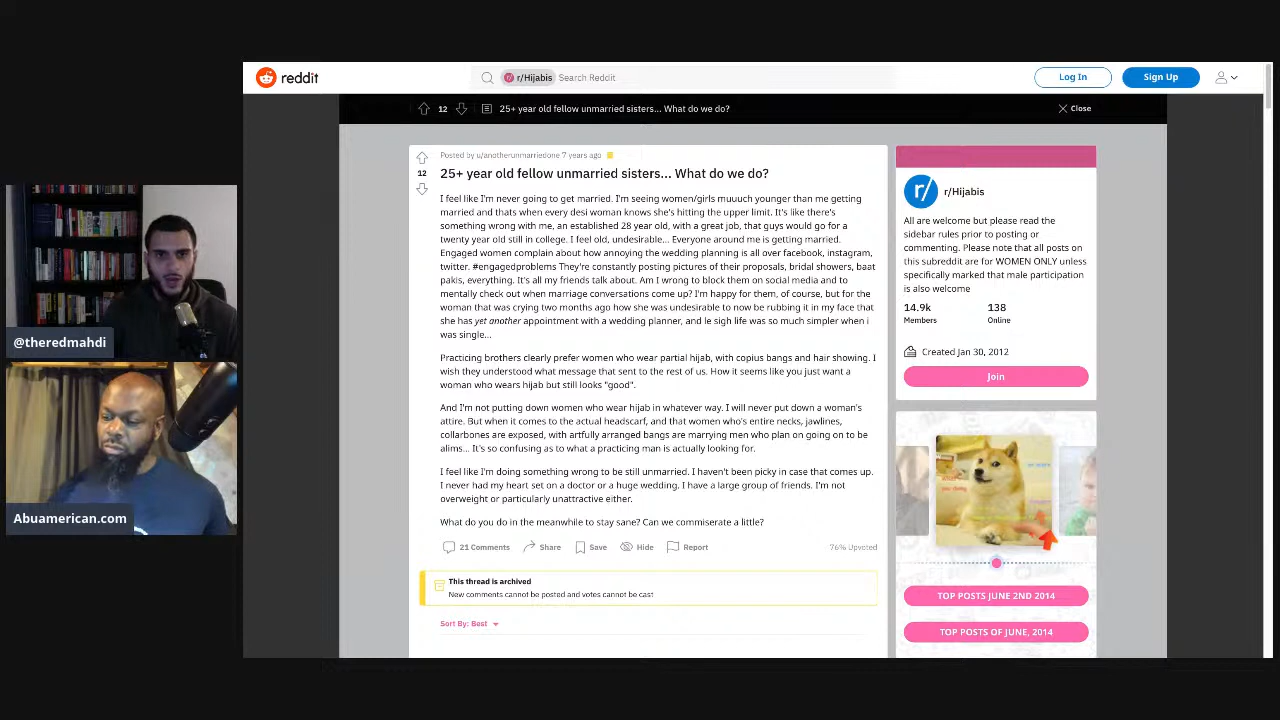 reddit
r/Hijabis Search Reddit
Log In
Sign Up
12
25+ year old fellow unmarried sisters... What do we do?
Close
Posted by u/anotherunmarriedone 7 years ago
12
25+ year old fellow unmarried sisters... What do we do?
I feel like I'm never going to get married. I'm seeing women/girls muuuch younger than me getting
married and thats when every desi woman knows she's hitting the upper limit. It's like there's
something wrong with me, an established 28 year old, with a great job, that guys would go for a
twenty year old still in college. I feel old, undesirable... Everyone around me is getting married.
Engaged women complain about how annoying the wedding planning is all over facebook, instagram,
twitter. #engagedproblems They're constantly posting pictures of their proposals, bridal showers, baat
pakis, everything. It's all my friends talk about. Am I wrong to block them on social media and to
mentally check out when marriage conversations come up? I'm happy for them, of course, but for the
woman that was crying two months ago how she was undesirable to now be rubbing it in my face that
she has yet another appointment with a wedding planner, and le sigh life was so much simpler when i
was single...
Practicing brothers clearly prefer women who wear partial hijab, with copius bangs and hair showing. I
wish they understood what message that sent to the rest of us. How it seems like you just want a
woman who wears hijab but still looks "good".
And I'm not putting down women who wear hijab in whatever way. I will never put down a woman's
attire. But when it comes to the actual headscarf, and that women who's entire necks, jawlines,
collarbones are exposed, with artfully arranged bangs are marrying men who plan on going on to be
alims... It's so confusing as to what a practicing man is actually looking for.
I feel like I'm doing something wrong to be still unmarried. I haven't been picky in case that comes up.
I never had my heart set on a doctor or a huge wedding. I have a large group of friends. I'm not
overweight or particularly unattractive either.
What do you do in the meanwhile to stay sane? Can we commiserate a little?
21 Comments Share Save Hide Report 76% Upvoted
This thread is archived
New comments cannot be posted and votes cannot be cast
Sort By: Best
r/
r/Hijabis
All are welcome but please read the
sidebar rules prior to posting or
commenting. Please note that all posts on
this subreddit are for WOMEN ONLY unless
specifically marked that male participation
is also welcome
14.9k 138
Members Online
Created Jan 30, 2012
Join
TOP POSTS JUNE 2ND 2014
TOP POSTS OF JUNE, 2014
@theredmahdi
Abuamerican.com